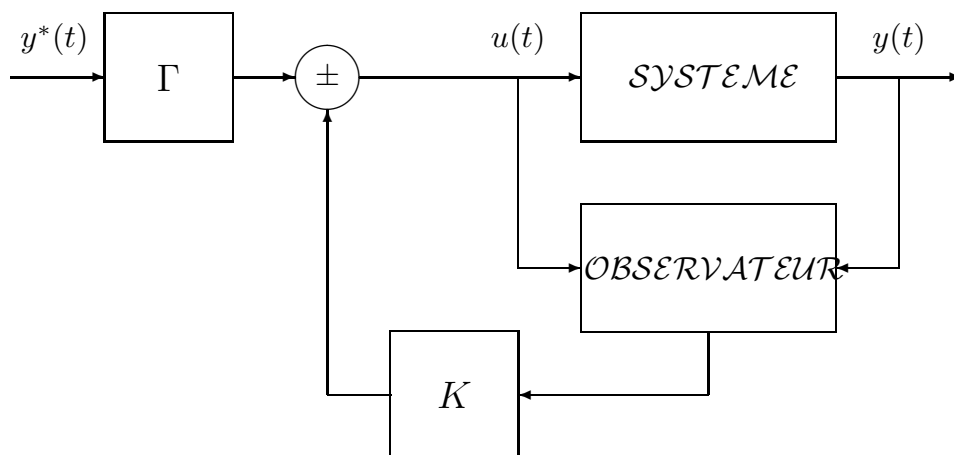 y*(t)
Γ
±
u(t)
SYSTEME
y(t)
OBSERVATEUR
K